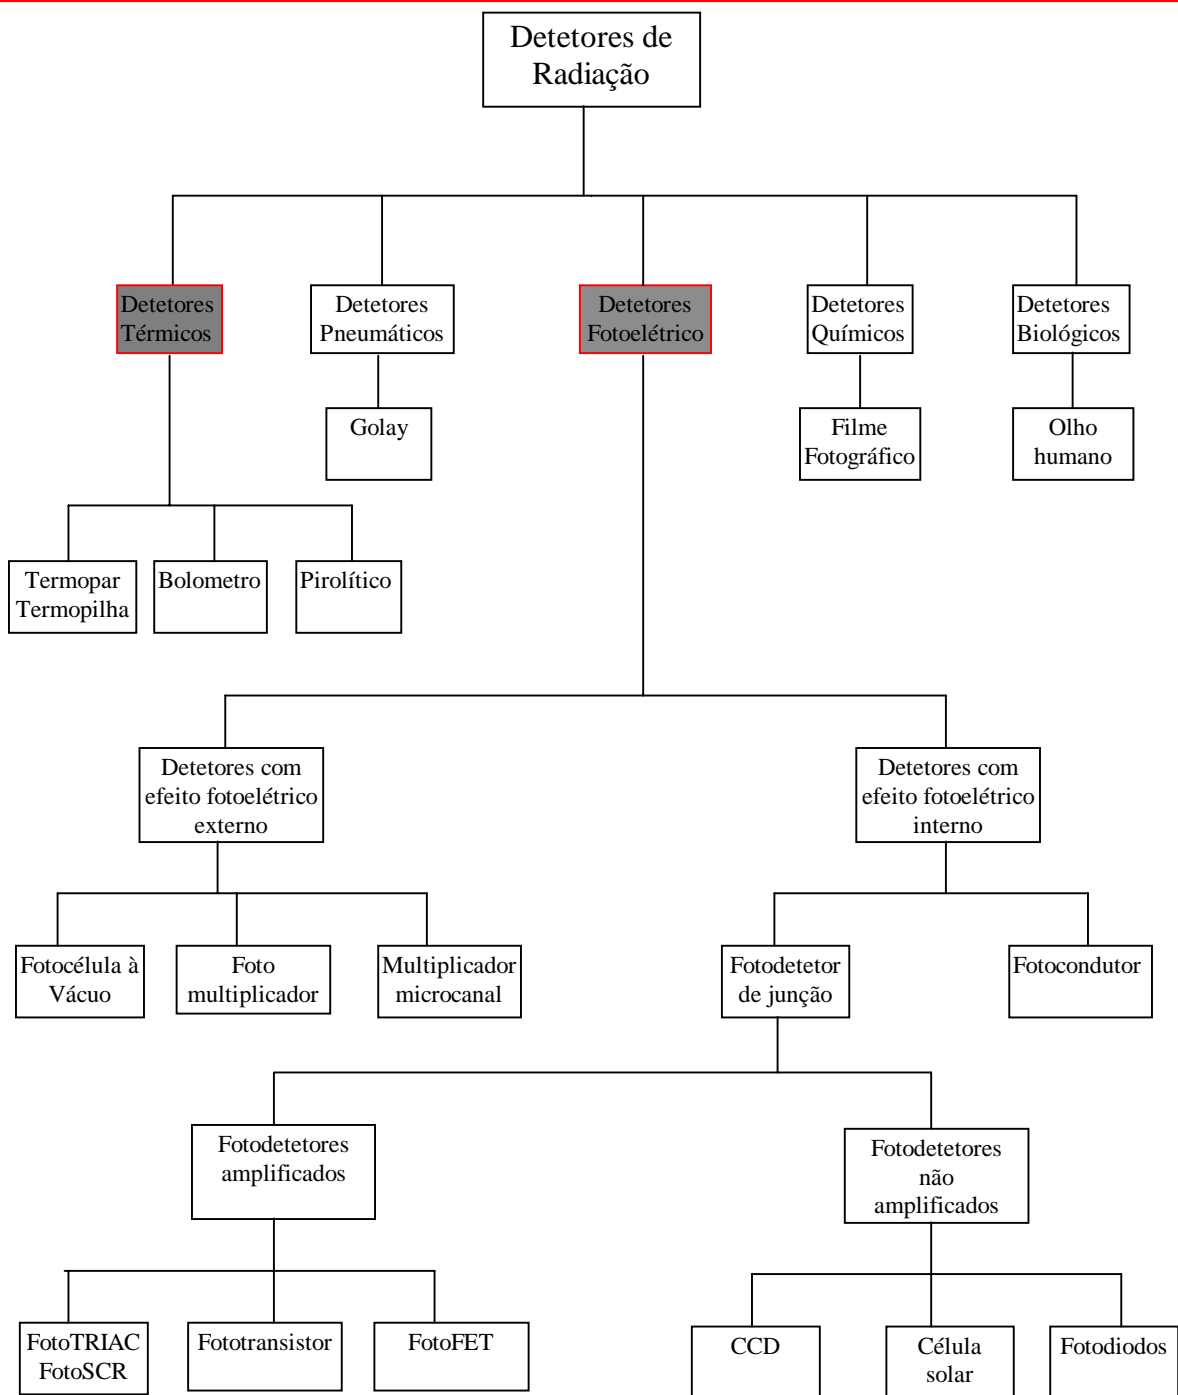 Detetores de
Radiação
Detetores
Térmicos
Detetores
Pneumáticos
Detetores
Fotoelétrico
Detetores
Químicos
Detetores
Biológicos
Golay
Filme
Fotográfico
Olho
humano
Termopar
Termopilha
Bolometro
Pirolítico
Detetores com
efeito fotoelétrico
externo
Detetores com
efeito fotoelétrico
interno
Fotocélula à
Vácuo
Foto
multiplicador
Multiplicador
microcanal
Fotodetetor
de junção
Fotocondutor
Fotodetetores
amplificados
Fotodetetores
não
amplificados
FotoTRIAC
FotoSCR
Fototransistor
FotoFET
CCD
Célula
solar
Fotodiodos